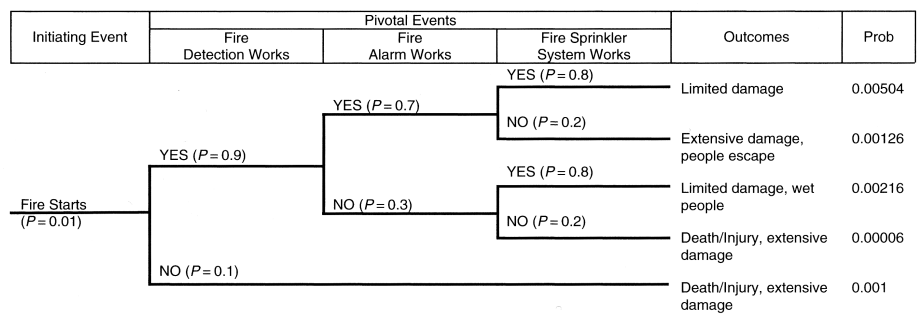 Pivotal Events
Initiating Event
Fire
Detection Works
Fire
Alarm Works
Fire Sprinkler
System Works
Outcomes
Prob
YES (P = 0.8)
Limited damage
0.00504
YES (P = 0.7)
NO (P = 0.2)
Extensive damage,
people escape
0.00126
YES (P = 0.9)
YES (P = 0.8)
Limited damage, wet
people
0.00216
Fire Starts
(P = 0.01)
NO (P = 0.3)
NO (P = 0.2)
Death/Injury, extensive
damage
0.00006
NO (P = 0.1)
Death/Injury, extensive
damage
0.001